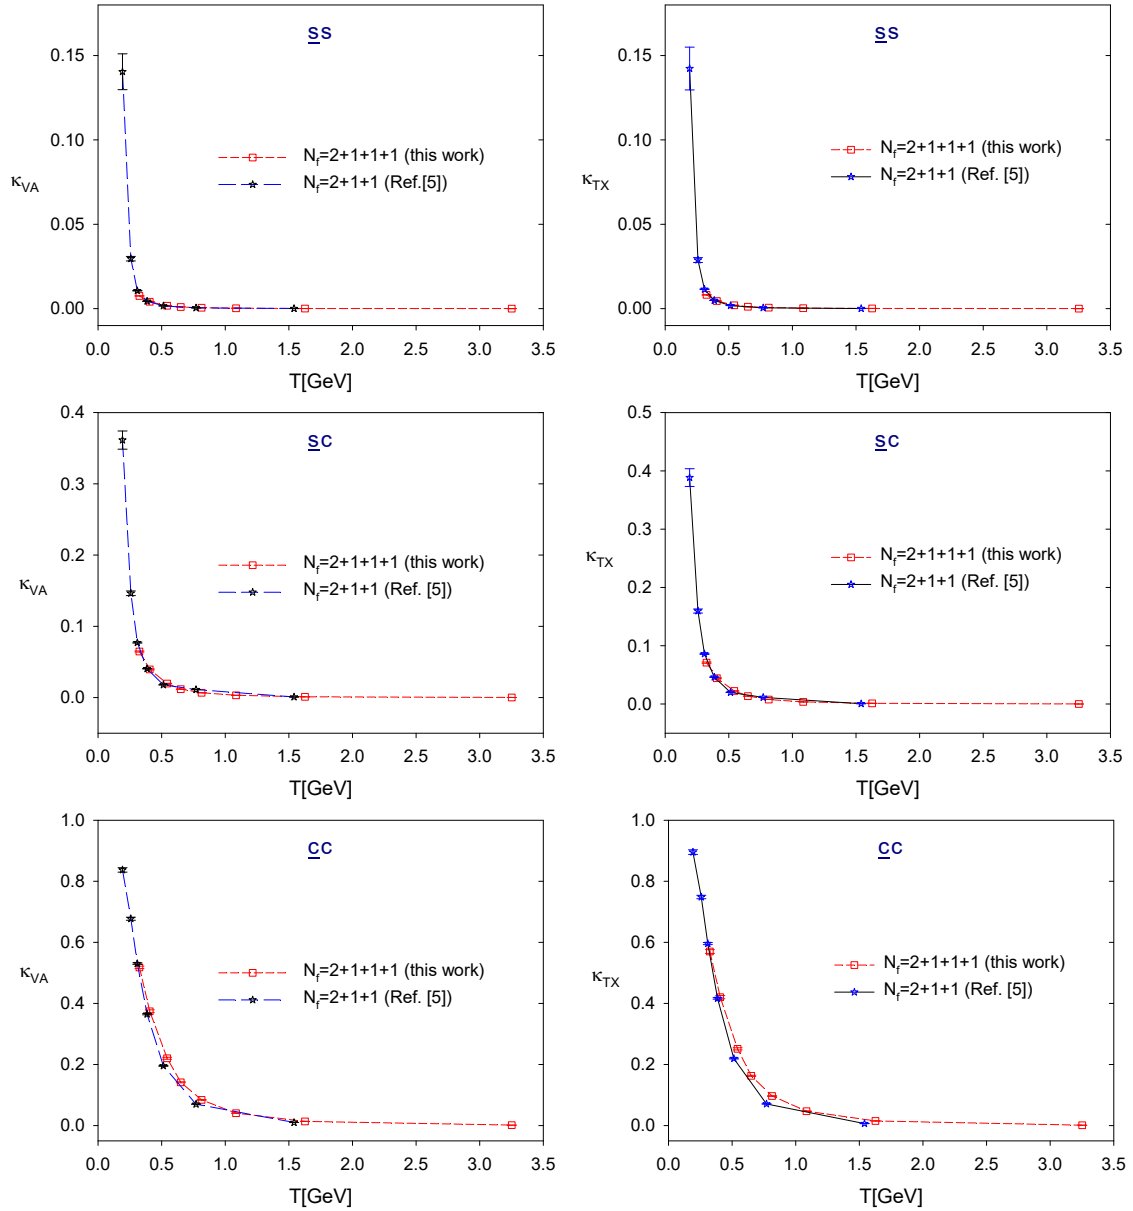 ss
0.15
0.10
0.05
0.00
κVA
Nf=2+1+1+1 (this work)
Nf=2+1+1 (Ref.[5])
0.0 0.5 1.0 1.5 2.0 2.5 3.0 3.5
T[GeV]
ss
0.15
0.10
0.05
0.00
κTX
Nf=2+1+1+1 (this work)
Nf=2+1+1 (Ref. [5])
0.0 0.5 1.0 1.5 2.0 2.5 3.0 3.5
T[GeV]
sc
0.4
0.3
0.2
0.1
0.0
κVA
Nf=2+1+1+1 (this work)
Nf=2+1+1 (Ref. [5])
0.0 0.5 1.0 1.5 2.0 2.5 3.0 3.5
T[GeV]
sc
0.5
0.4
0.3
0.2
0.1
0.0
κTX
Nf=2+1+1+1 (this work)
Nf=2+1+1 (Ref. [5])
0.0 0.5 1.0 1.5 2.0 2.5 3.0 3.5
T[GeV]
cc
1.0
0.8
0.6
0.4
0.2
0.0
κVA
Nf=2+1+1+1 (this work)
Nf=2+1+1 (Ref. [5])
0.0 0.5 1.0 1.5 2.0 2.5 3.0 3.5
T[GeV]
cc
1.0
0.8
0.6
0.4
0.2
0.0
κTX
Nf=2+1+1+1 (this work)
Nf=2+1+1 (Ref. [5])
0.0 0.5 1.0 1.5 2.0 2.5 3.0 3.5
T[GeV]